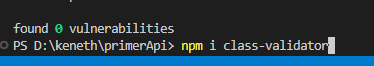 found 0 vulnerabilities
PS D:\keneth\primerApi> npm i class-validator